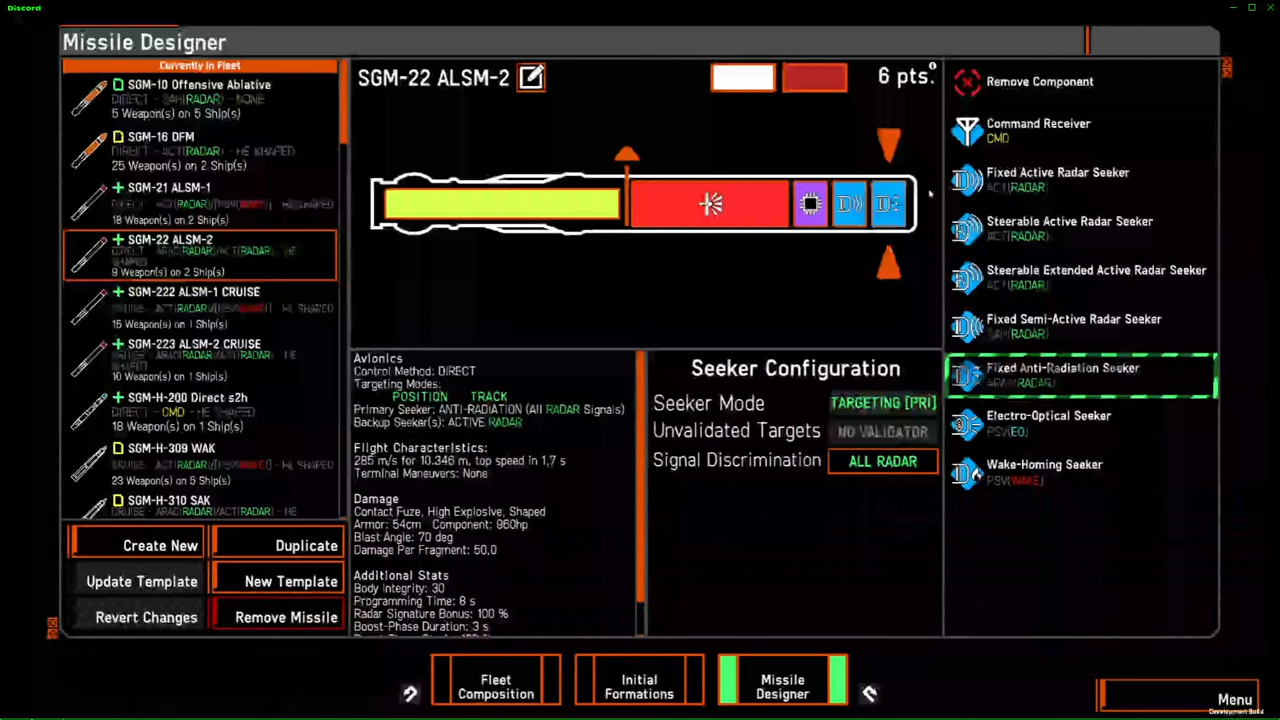 Discord
Missile Designer
Currently in Fleet
SGM-10 Offensive Ablative
5 Weapon(s) on 5 Ship(s)
SGM-16 DFM
25 Weapon(s) on 2 Ship(s)
SGM-21 ALSM-1
18 Weapon(s) on 2 Ship(s)
SGM-22 ALSM-2
9 Weapon(s) on 2 Ship(s)
SGM-222 ALSM-1 CRUISE
15 Weapon(s) on 1 Ship(s)
SGM-223 ALSM-2 CRUISE
10 Weapon(s) on 1 Ship(s)
SGM-H-200 Direct s2h
DIRECT - CMD - HE SHAPED
18 Weapon(s) on 1 Ship(s)
SGM-H-309 WAK
23 Weapon(s) on 5 Ship(s)
SGM-H-310 SAK
Create New
Duplicate
Update Template
New Template
Revert Changes
Remove Missile
SGM-22 ALSM-2
6 pts.
Avionics
Control Method: DIRECT
Targeting Modes:
POSITION TRACK
Primary Seeker: ANTI-RADIATION (All RADAR Signals)
Backup Seeker(s): ACTIVE RADAR
Flight Characteristics:
285 m/s for 10.346 m, top speed in 1,7 s
Terminal Maneuvers: None
Damage
Contact Fuze, High Explosive, Shaped
Armor: 54cm Component: 960hp
Blast Angle: 70 deg
Damage Per Fragment: 50,0
Additional Stats
Body Integrity: 30
Programming Time: 8 s
Radar Signature Bonus: 100 %
Boost-Phase Duration: 3 s
Seeker Configuration
Seeker Mode
TARGETING [PRI]
Unvalidated Targets
NO VALIDATOR
Signal Discrimination
ALL RADAR
Remove Component
Command Receiver
CMD
Fixed Active Radar Seeker
ACT(RADAR)
Steerable Active Radar Seeker
ACT(RADAR)
Steerable Extended Active Radar Seeker
ACT(RADAR)
Fixed Semi-Active Radar Seeker
SAH(RADAR)
Fixed Anti-Radiation Seeker
ARAD(RADAR)
Electro-Optical Seeker
PSV(EO)
Wake-Homing Seeker
PSV(WAKE)
Fleet
Composition
Initial
Formations
Missile
Designer
Menu
Development Build